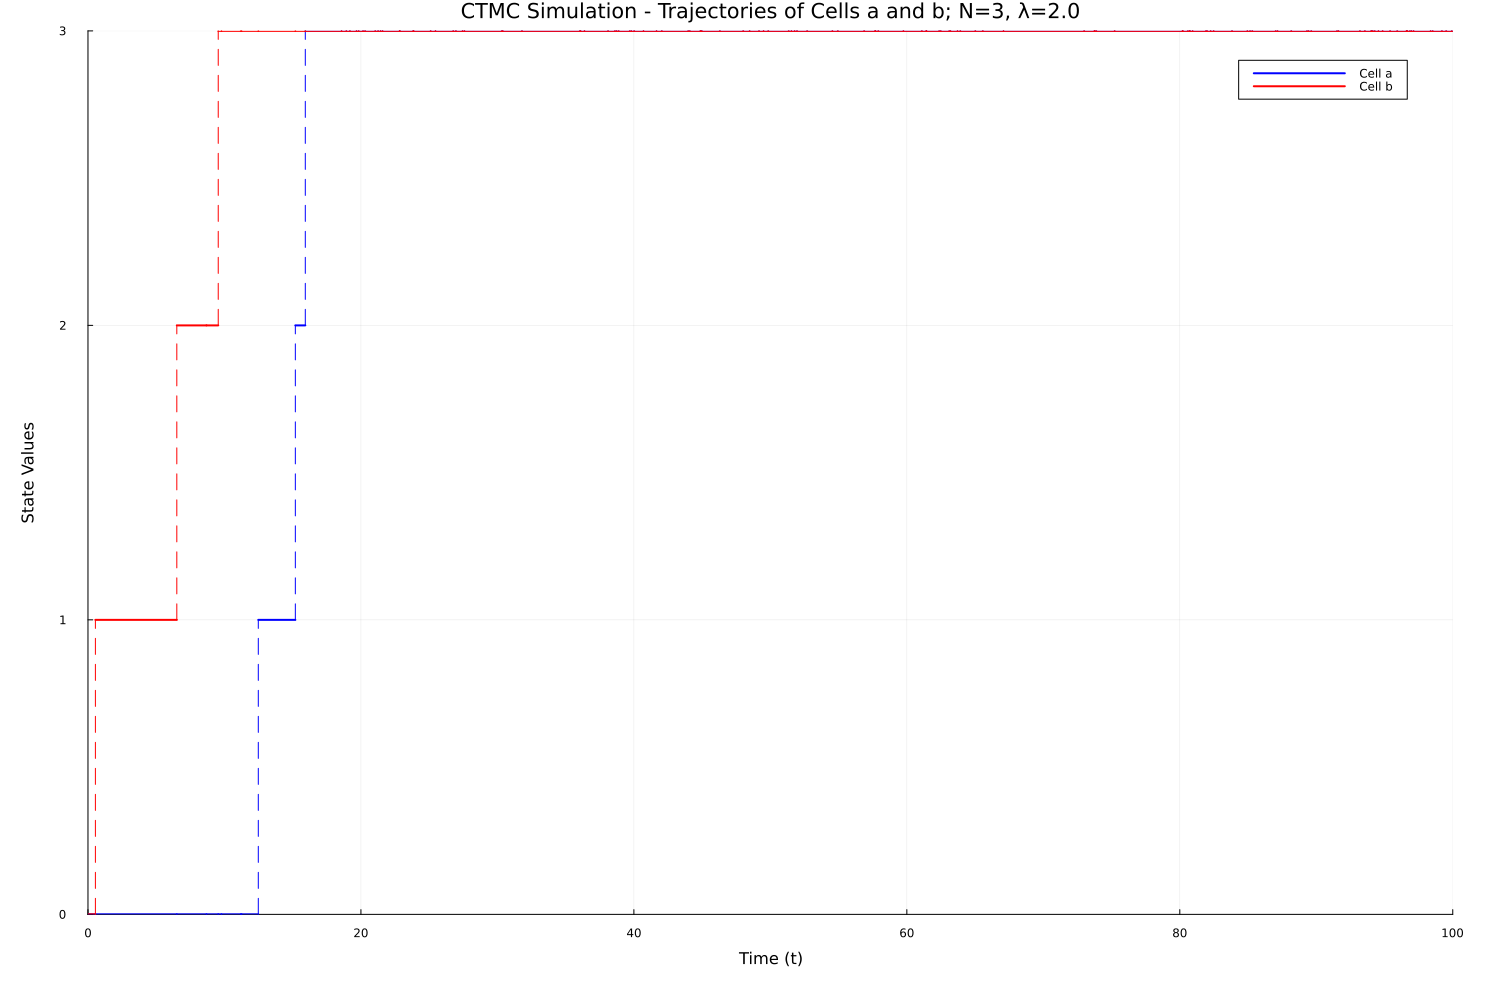 CTMC Simulation - Trajectories of Cells a and b; N=3, λ=2.0
3
Cell a
Cell b
2
State Values
1
0
0 20 40 60 80 100
Time (t)